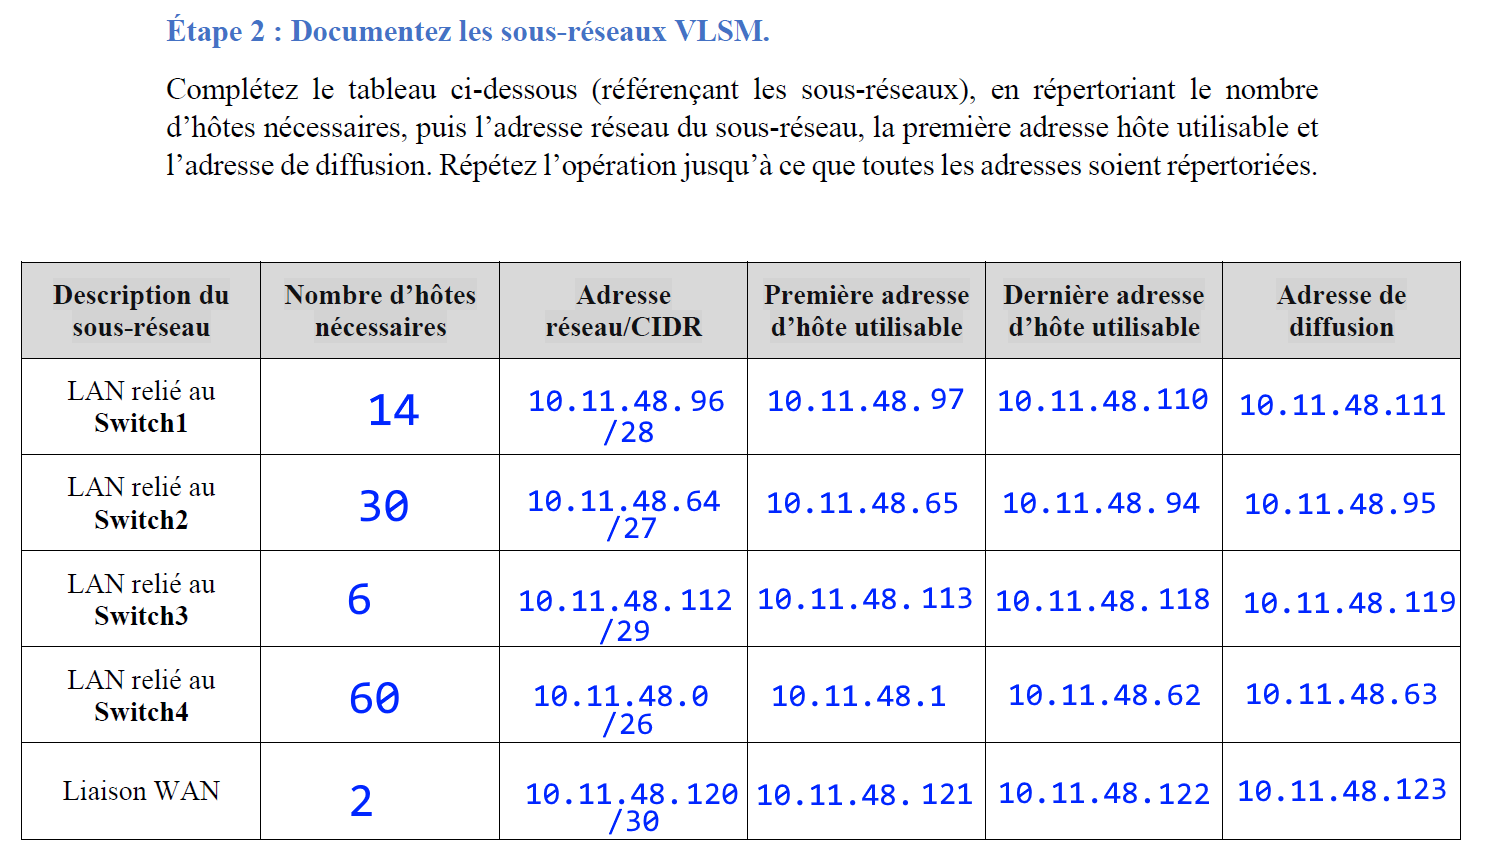 Étape 2 : Documentez les sous-réseaux VLSM.
Complétez le tableau ci-dessous (référençant les sous-réseaux), en répertoriant le nombre
d’hôtes nécessaires, puis l’adresse réseau du sous-réseau, la première adresse hôte utilisable et
l’adresse de diffusion. Répétez l’opération jusqu’à ce que toutes les adresses soient répertoriées.
Description du
sous-réseau
Nombre d’hôtes
nécessaires
Adresse
réseau/CIDR
Première adresse
d’hôte utilisable
Dernière adresse
d’hôte utilisable
Adresse de
diffusion
LAN relié au
Switch1
14
10.11.48.96
/28
10.11.48.97
10.11.48.110
10.11.48.111
LAN relié au
Switch2
30
10.11.48.64
/27
10.11.48.65
10.11.48.94
10.11.48.95
LAN relié au
Switch3
6
10.11.48.112
/29
10.11.48.113
10.11.48.118
10.11.48.119
LAN relié au
Switch4
60
10.11.48.0
/26
10.11.48.1
10.11.48.62
10.11.48.63
Liaison WAN
2
10.11.48.120
/30
10.11.48.121
10.11.48.122
10.11.48.123